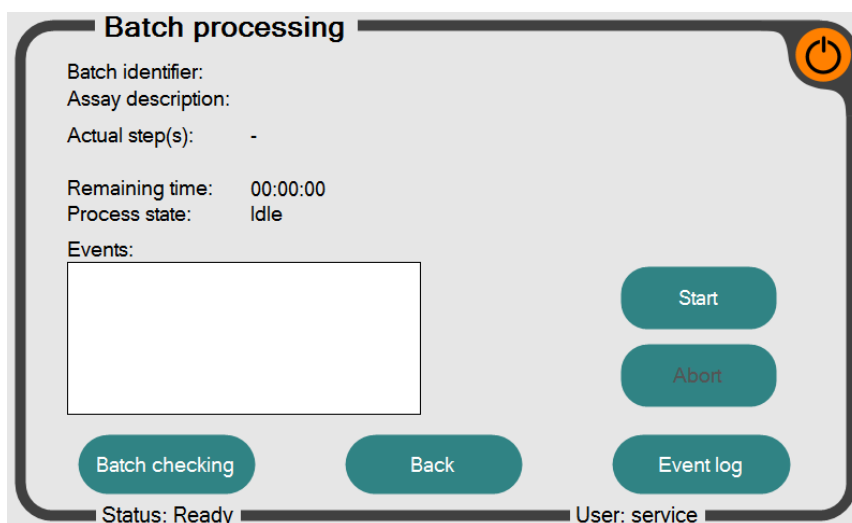 Batch processing
Batch identifier:
Assay description:
Actual step(s): -
Remaining time: 00:00:00
Process state: Idle
Events:
Start
Abort
Batch checking Back Event log
Status: Ready User: service